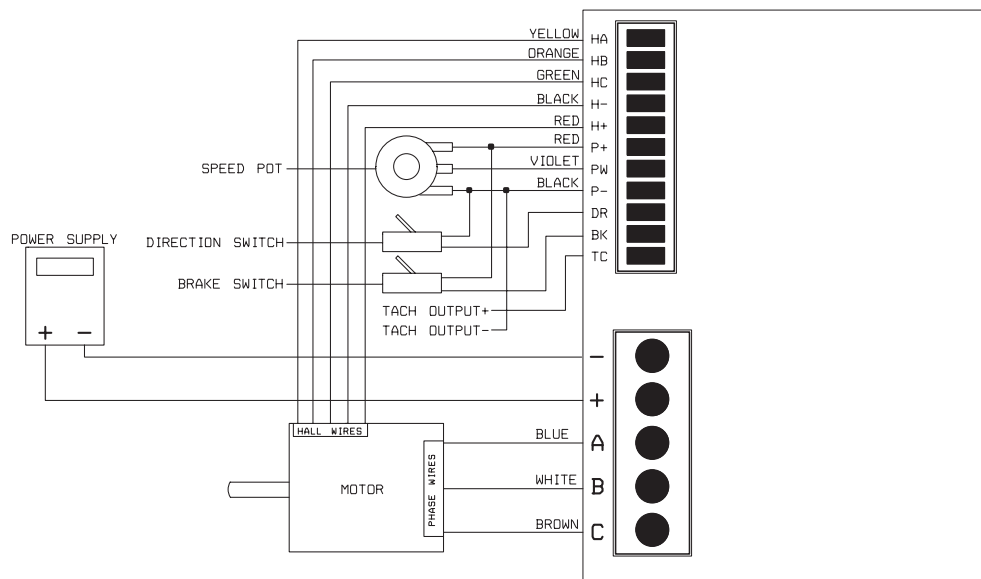 YELLOW HA
ORANGE HB
GREEN HC
BLACK H-
RED H+
RED P+
SPEED POT VIOLET PW
BLACK P-
DR
POWER SUPPLY DIRECTION SWITCH BK
BRAKE SWITCH TC
TACH OUTPUT+
TACH OUTPUT-
+ -
-
+
HALL WIRES
BLUE A
MOTOR PHASE WIRES WHITE B
BROWN C